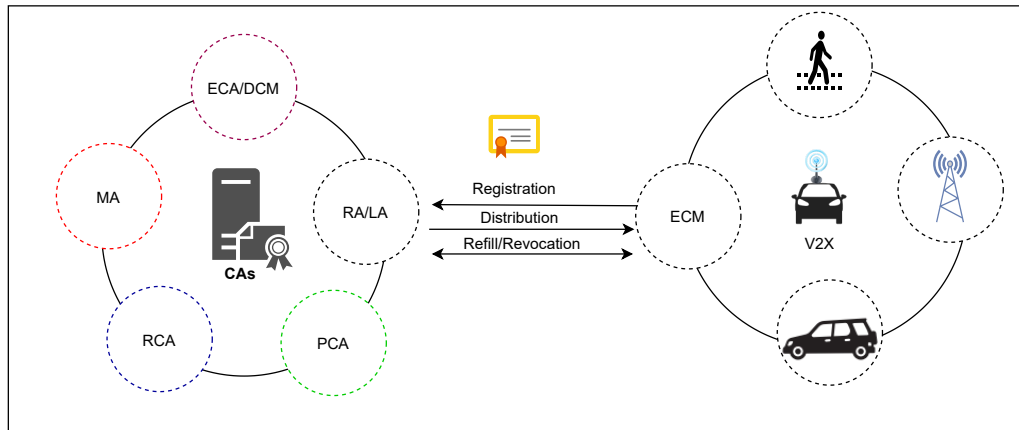 ECA/DCM
MA
RA/LA
CAs
RCA
PCA
Registration
Distribution
Refill/Revocation
ECM
V2X